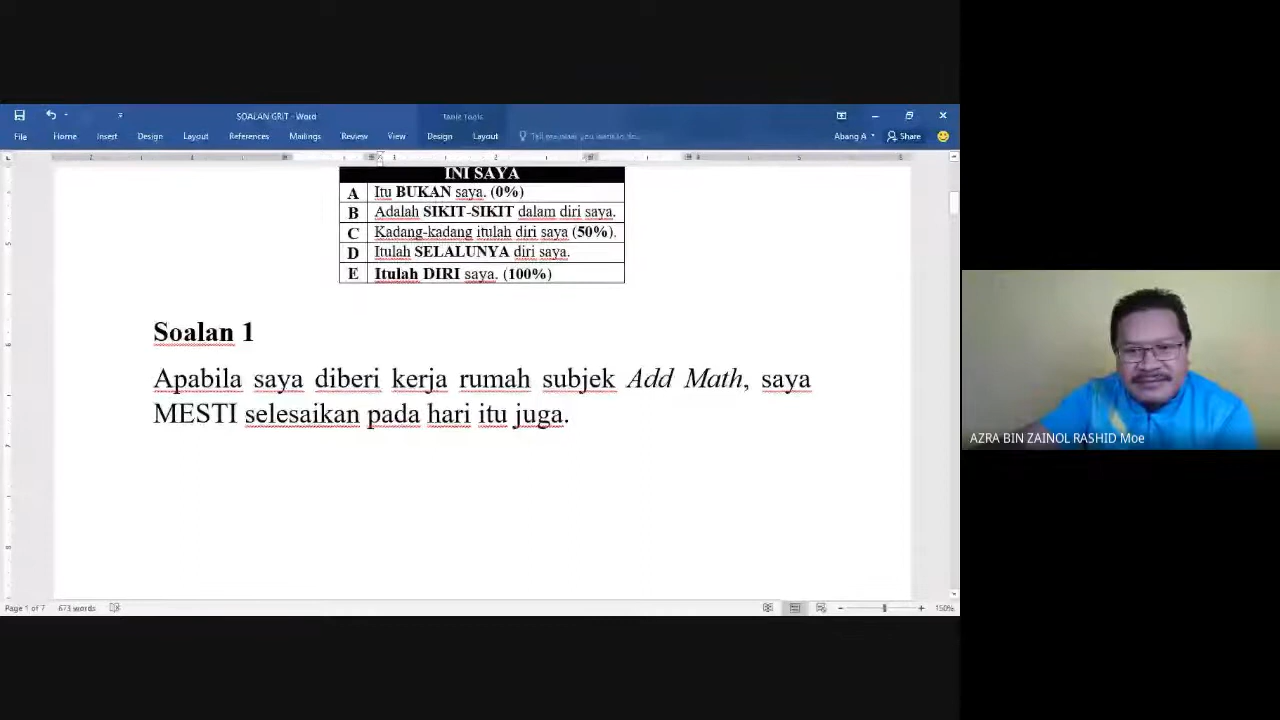 SOALAN GRIT - Word
Table Tools
Abang A
Share
File Home Insert Design Layout References Mailings Review View Design Layout
INI SAYA
A Itu BUKAN saya. (0%)
B Adalah SIKIT-SIKIT dalam diri saya.
C Kadang-kadang itulah diri saya (50%).
D Itulah SELALUNYA diri saya.
E Itulah DIRI saya. (100%)
Soalan 1
Apabila saya diberi kerja rumah subjek Add Math, saya
MESTI selesaikan pada hari itu juga.
AZRA BIN ZAINOL RASHID Moe
Page 1 of 7 673 words
150%